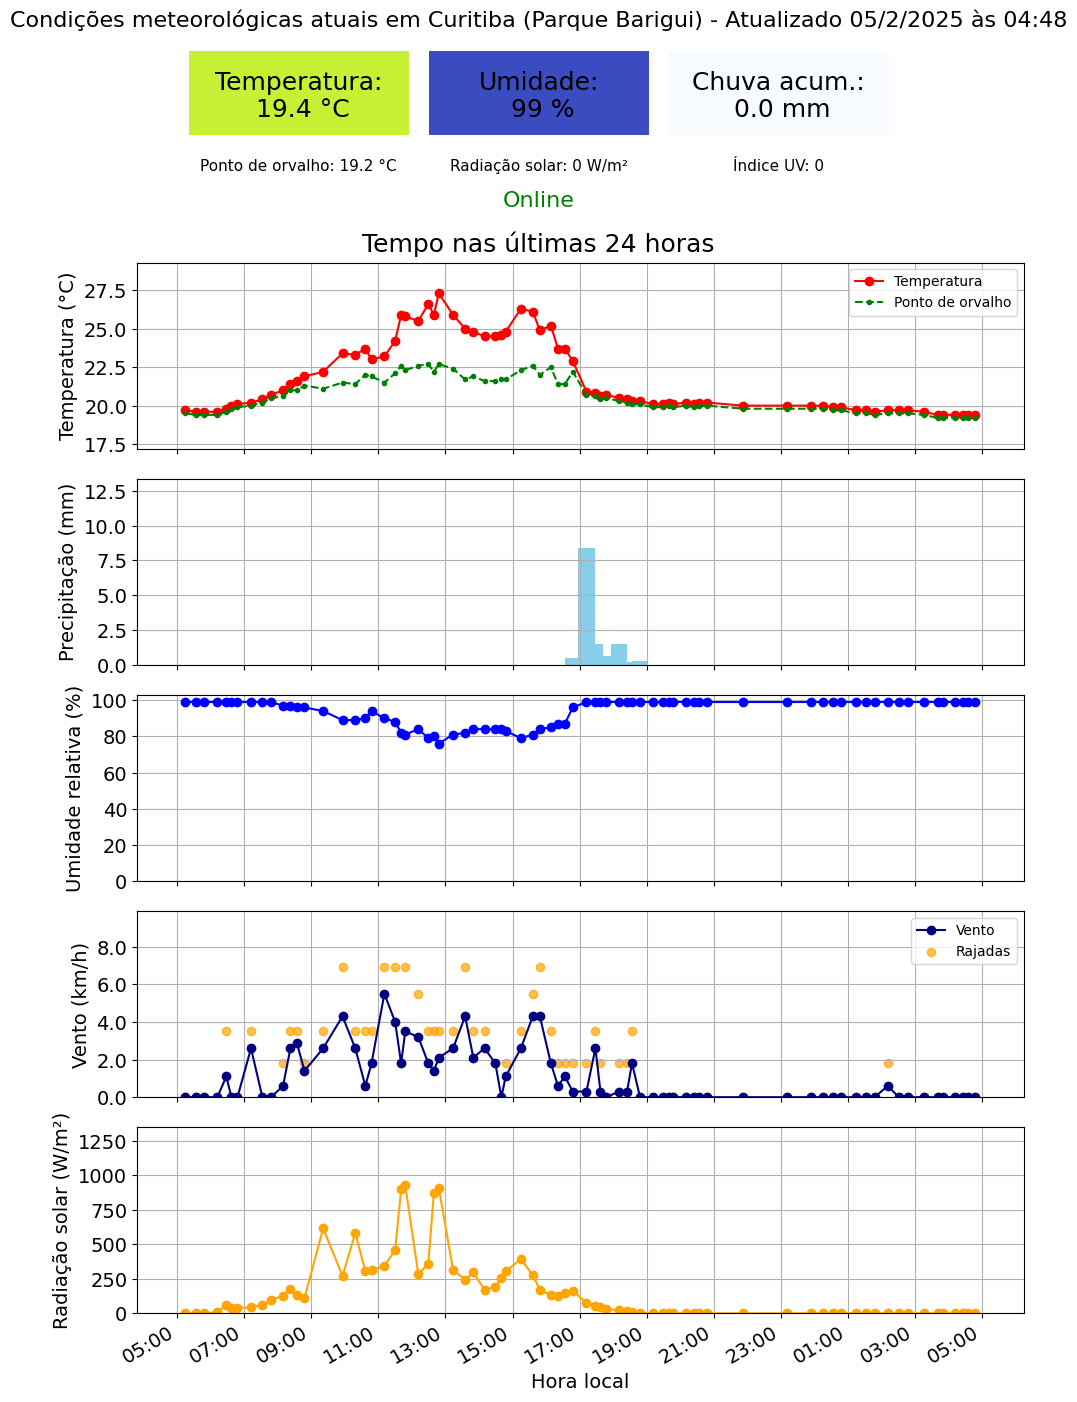 Condições meteorológicas atuais em Curitiba (Parque Barigui) - Atualizado 05/2/2025 às 04:48
Temperatura:
19.4 °C
Umidade:
99 %
Chuva acum.:
0.0 mm
Ponto de orvalho: 19.2 °C
Radiação solar: 0 W/m²
Índice UV: 0
Online
Tempo nas últimas 24 horas
Temperatura (°C)
27.5
25.0
22.5
20.0
17.5
Temperatura
Ponto de orvalho
Precipitação (mm)
12.5
10.0
7.5
5.0
2.5
0.0
Umidade relativa (%)
100
80
60
40
20
0
Vento (km/h)
8.0
6.0
4.0
2.0
0.0
Vento
Rajadas
Radiação solar (W/m²)
1250
1000
750
500
250
0
05:00
07:00
09:00
11:00
13:00
15:00
17:00
19:00
21:00
23:00
01:00
03:00
05:00
Hora local